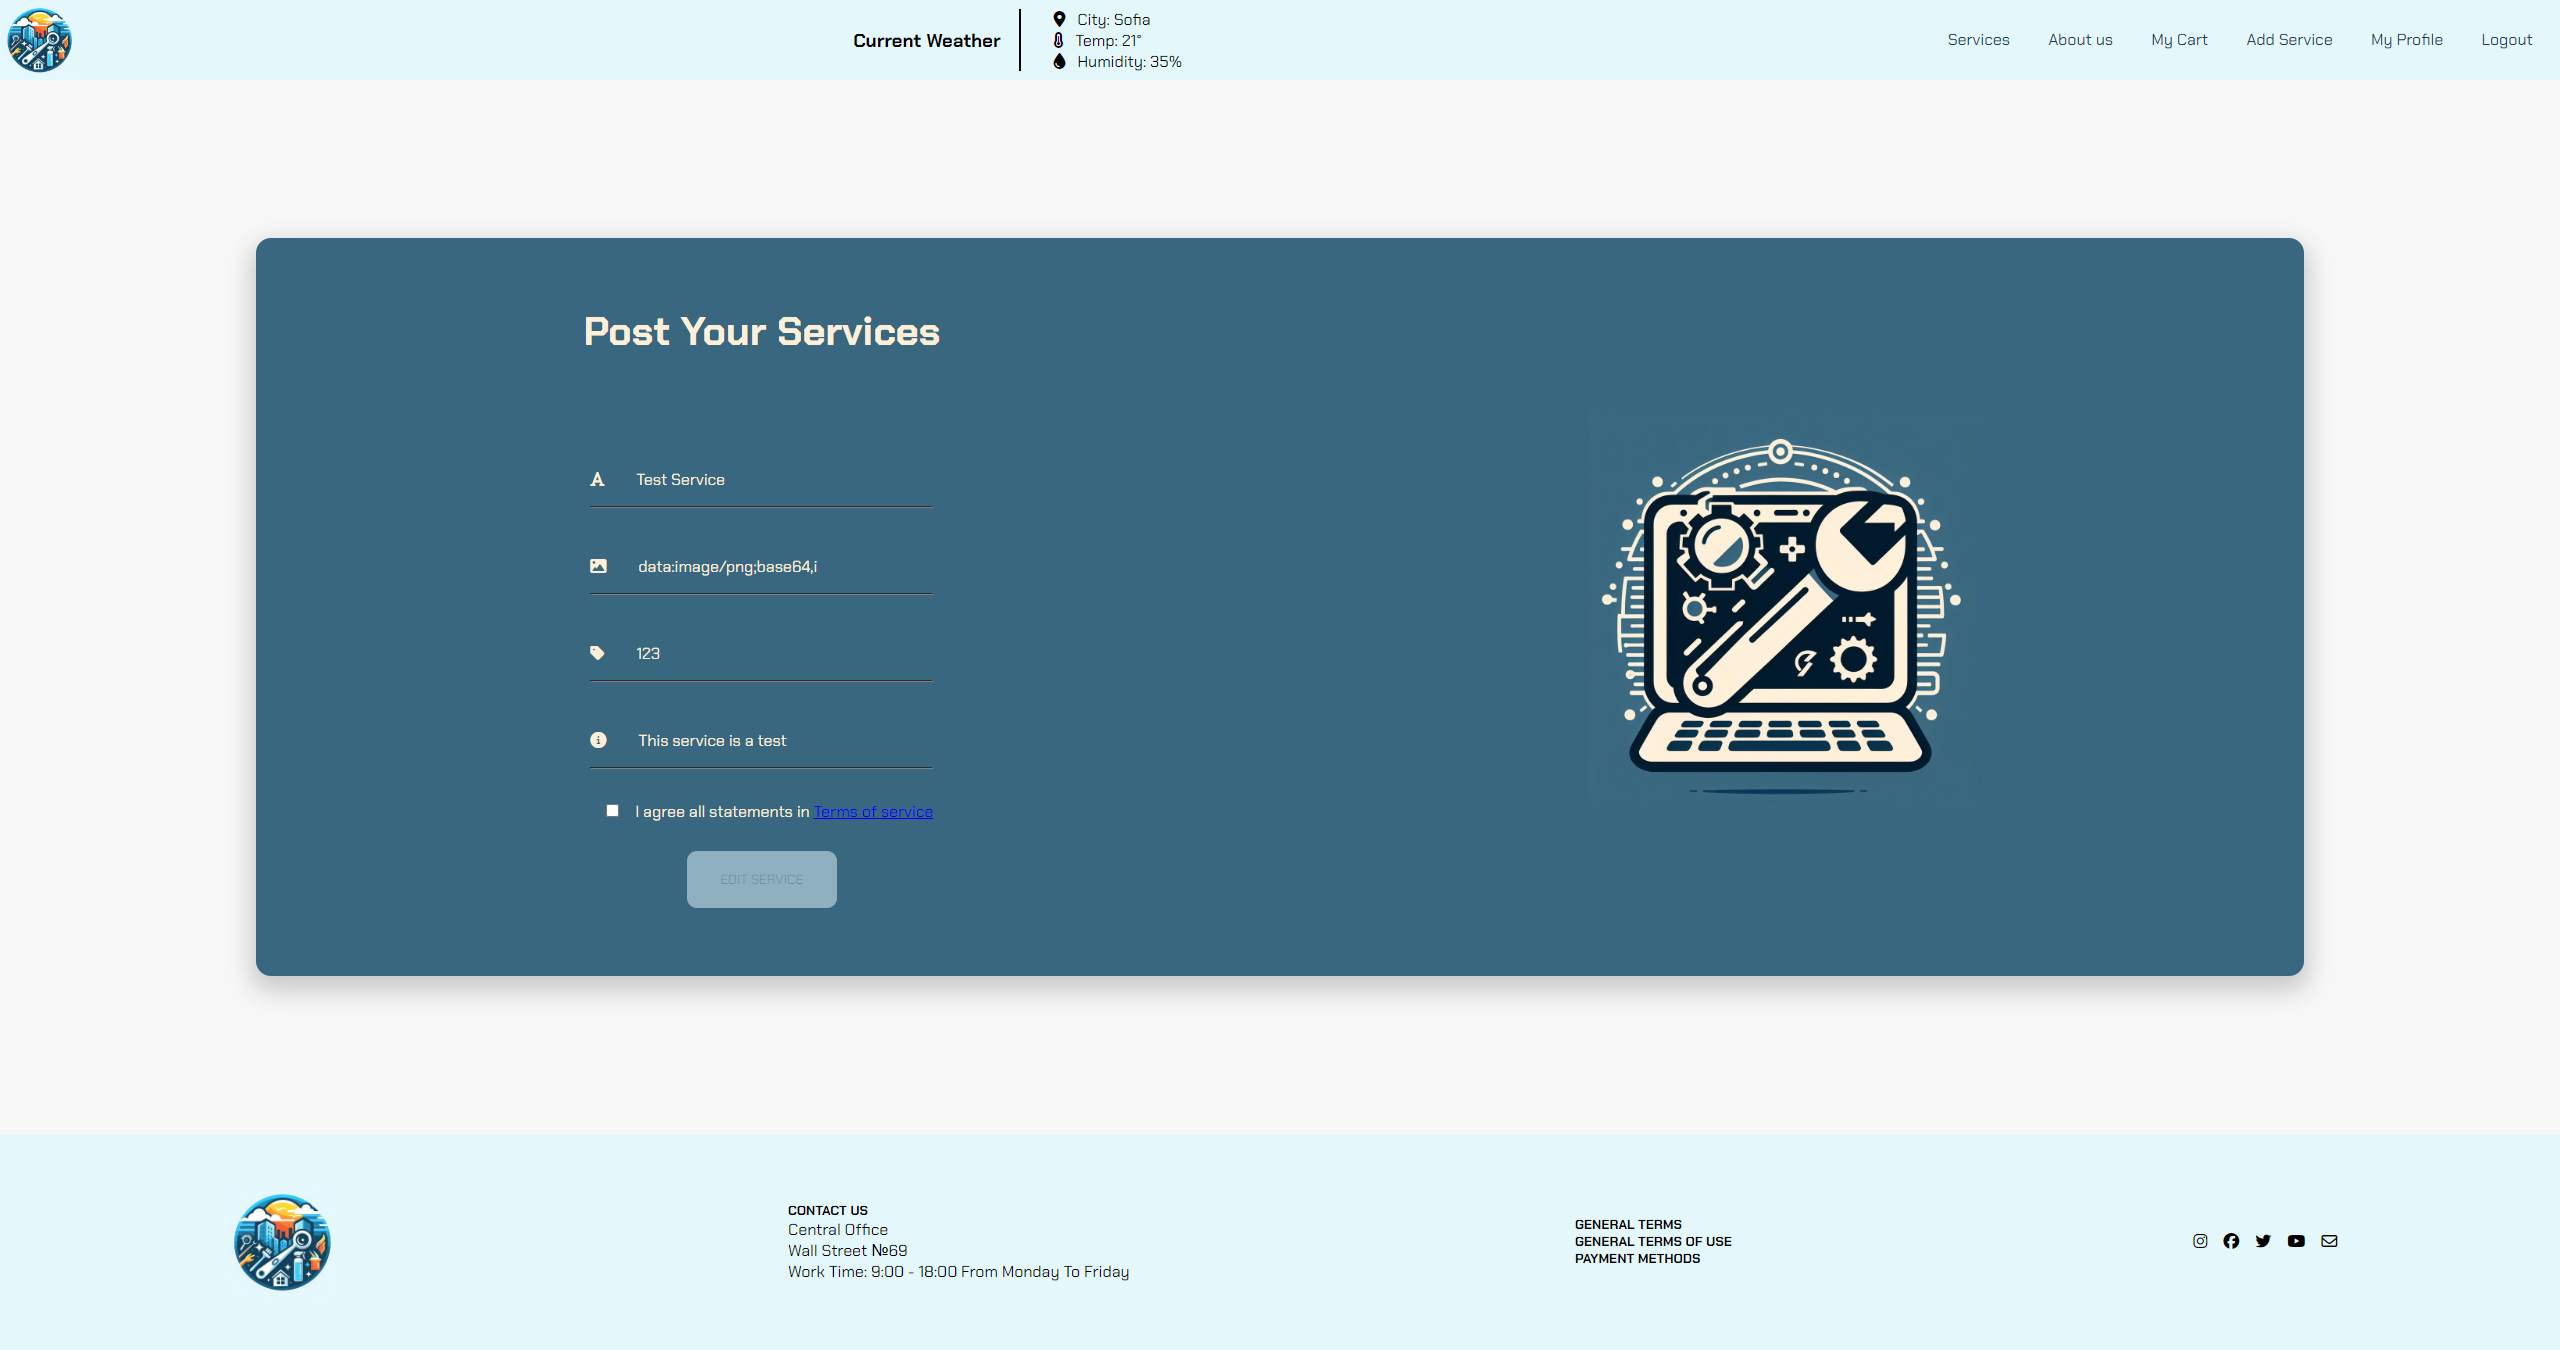 Current Weather
City: Sofia
Temp: 21°
Humidity: 35%
Services
About us
My Cart
Add Service
My Profile
Logout
Post Your Services
Test Service
data:image/png;base64,i
123
This service is a test
I agree all statements in Terms of service
EDIT SERVICE
CONTACT US
Central Office
Wall Street №69
Work Time: 9:00 - 18:00 From Monday To Friday
GENERAL TERMS
GENERAL TERMS OF USE
PAYMENT METHODS